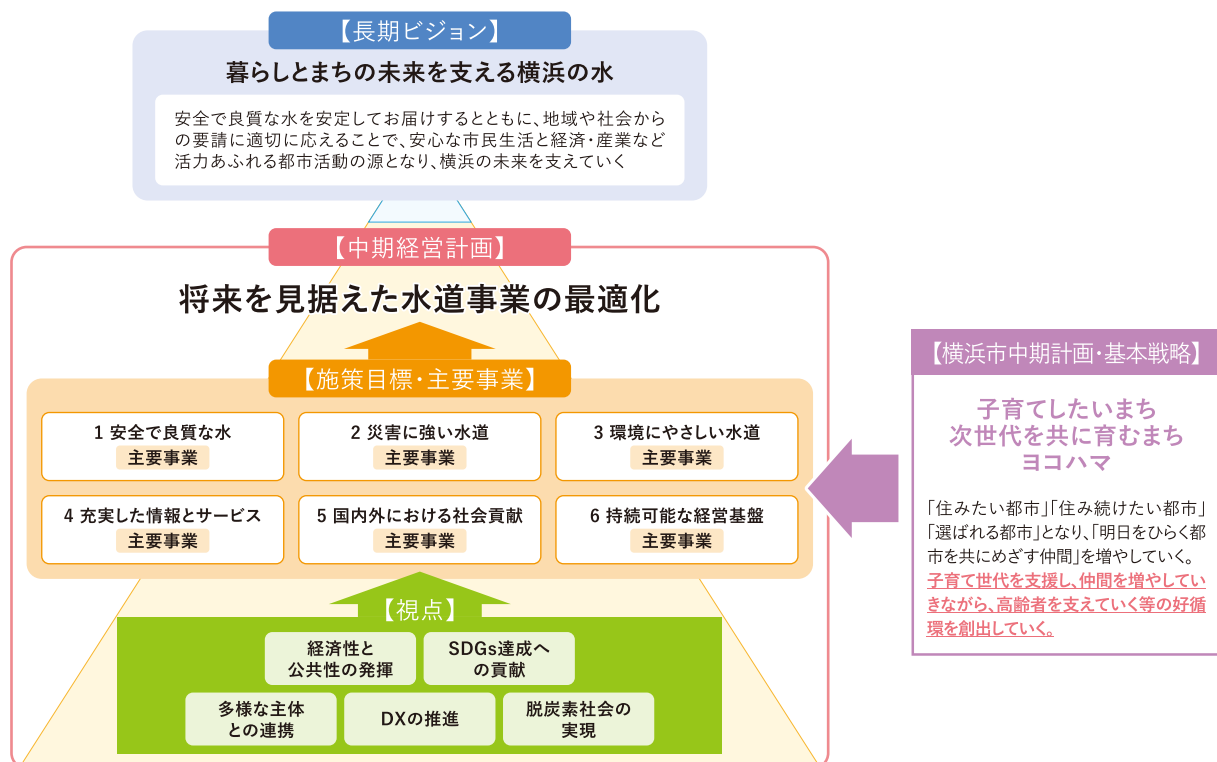 【長期ビジョン】
暮らしとまちの未来を支える横浜の水
安全で良質な水を安定してお届けするとともに、地域や社会から
の要請に適切に応えることで、安心な市民生活と経済・産業など
活力あふれる都市活動の源となり、横浜の未来を支えていく
【中期経営計画】
将来を見据えた水道事業の最適化
【施策目標・主要事業】
1 安全で良質な水
主要事業
2 災害に強い水道
主要事業
3 環境にやさしい水道
主要事業
4 充実した情報とサービス
主要事業
5 国内外における社会貢献
主要事業
6 持続可能な経営基盤
主要事業
【視点】
経済性と
公共性の発揮
SDGs達成へ
の貢献
多様な主体
との連携
DXの推進
脱炭素社会の
実現
【横浜市中期計画・基本戦略】
子育てしたいまち
次世代を共に育むまち
ヨコハマ
「住みたい都市」「住み続けたい都市」
「選ばれる都市」となり、「明日をひらく都
市を共にめざす仲間」を増やしていく。
子育て世代を支援し、仲間を増やしてい
きながら、高齢者を支えていく等の好循
環を創出していく。